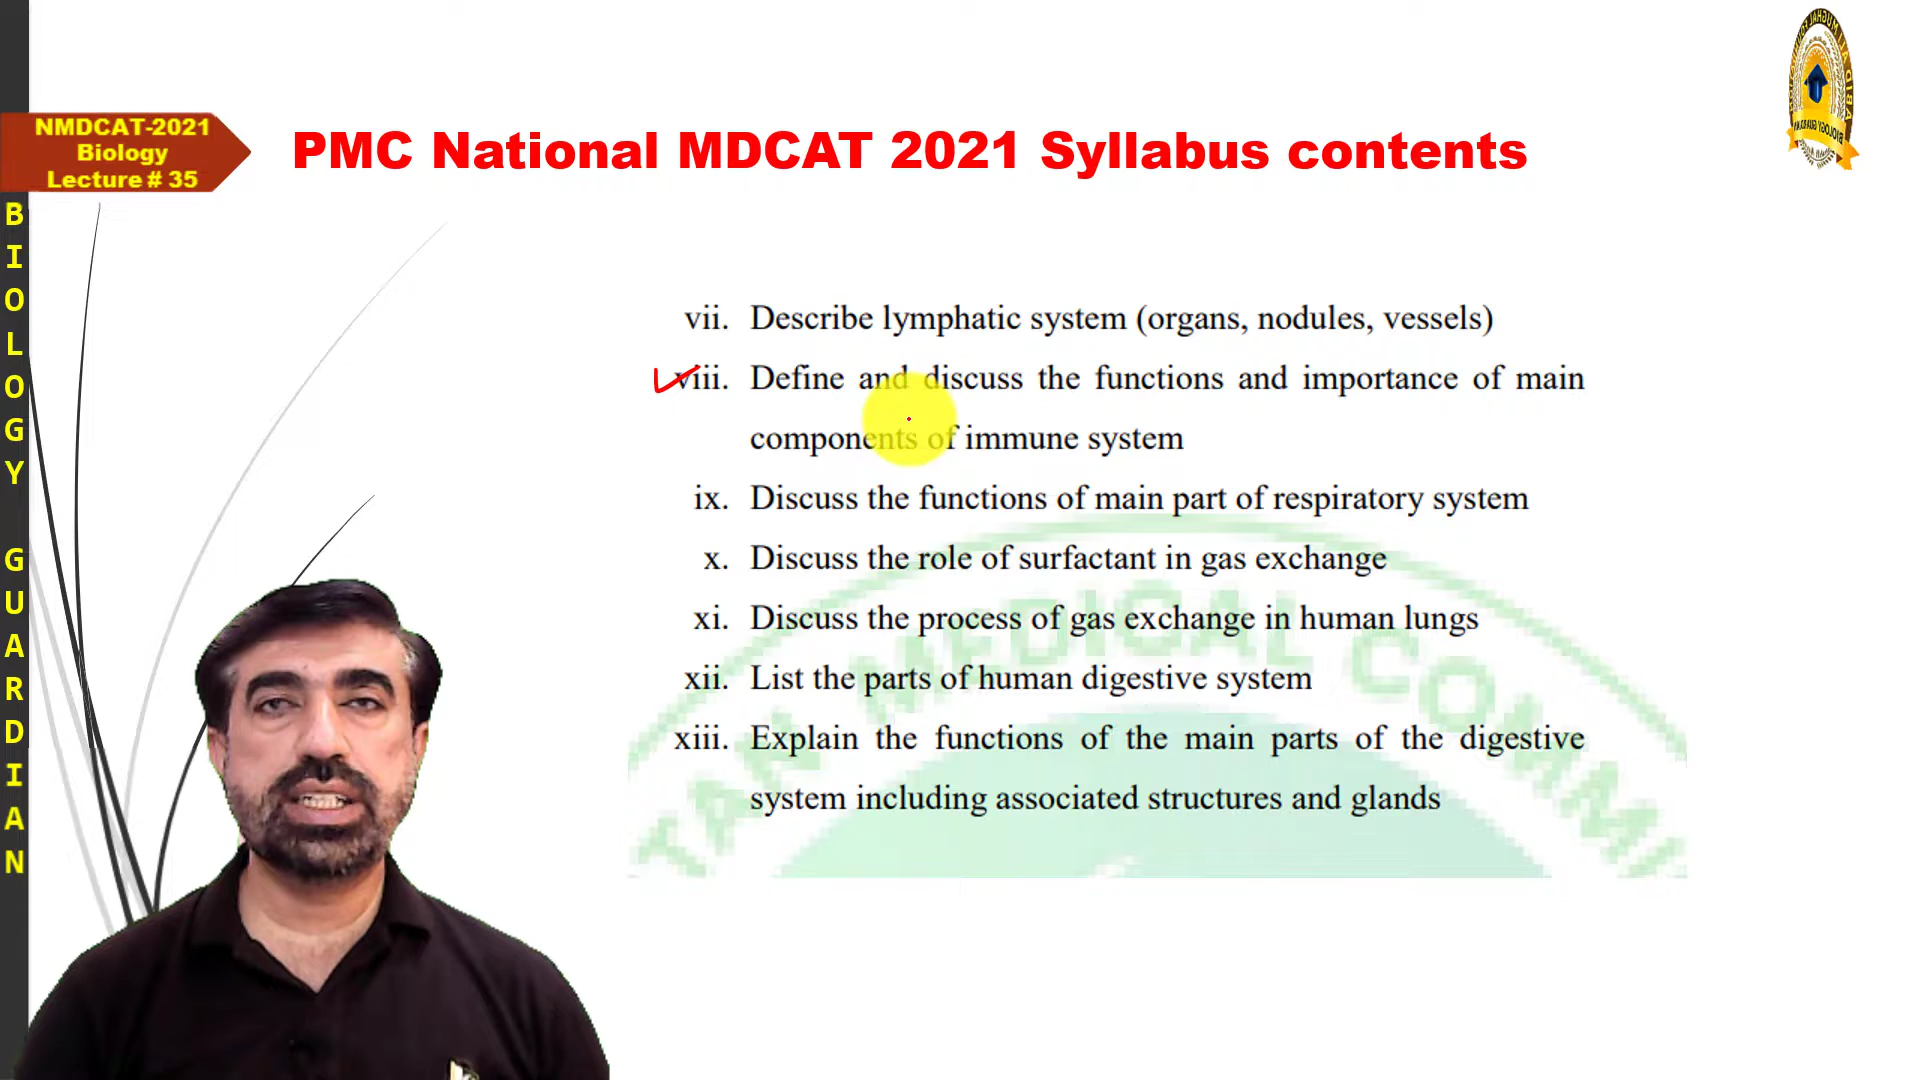 NMDCAT-2021
Biology
Lecture # 35
PMC National MDCAT 2021 Syllabus contents
BIOLOGY GUARDIAN
vii. Describe lymphatic system (organs, nodules, vessels)
viii. Define and discuss the functions and importance of main
components of immune system
ix. Discuss the functions of main part of respiratory system
x. Discuss the role of surfactant in gas exchange
xi. Discuss the process of gas exchange in human lungs
xii. List the parts of human digestive system
xiii. Explain the functions of the main parts of the digestive
system including associated structures and glands
TAN MEDICAL COMMI